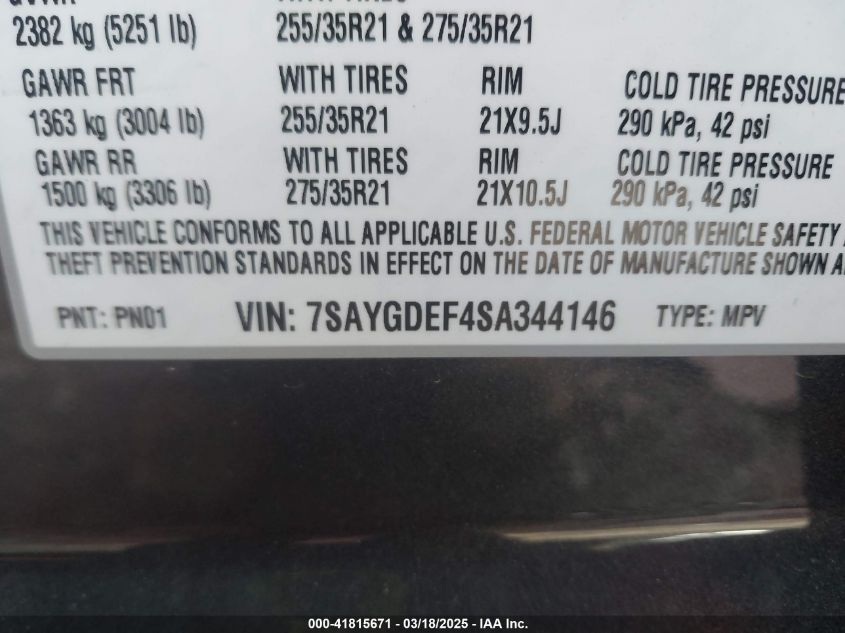 2382 kg (5251 lb) 255/35R21 & 275/35R21
GAWR FRT WITH TIRES RIM COLD TIRE PRESSURE
1363 kg (3004 lb) 255/35R21 21X9.5J 290 kPa, 42 psi
GAWR RR WITH TIRES RIM COLD TIRE PRESSURE
1500 kg (3306 lb) 275/35R21 21X10.5J 290 kPa, 42 psi
THIS VEHICLE CONFORMS TO ALL APPLICABLE U.S. FEDERAL MOTOR VEHICLE SAFETY
THEFT PREVENTION STANDARDS IN EFFECT ON THE DATE OF MANUFACTURE SHOWN
PNT: PN01 VIN: 7SAYGDEF4SA344146 TYPE: MPV
000-41815671 - 03/18/2025 - IAA Inc.